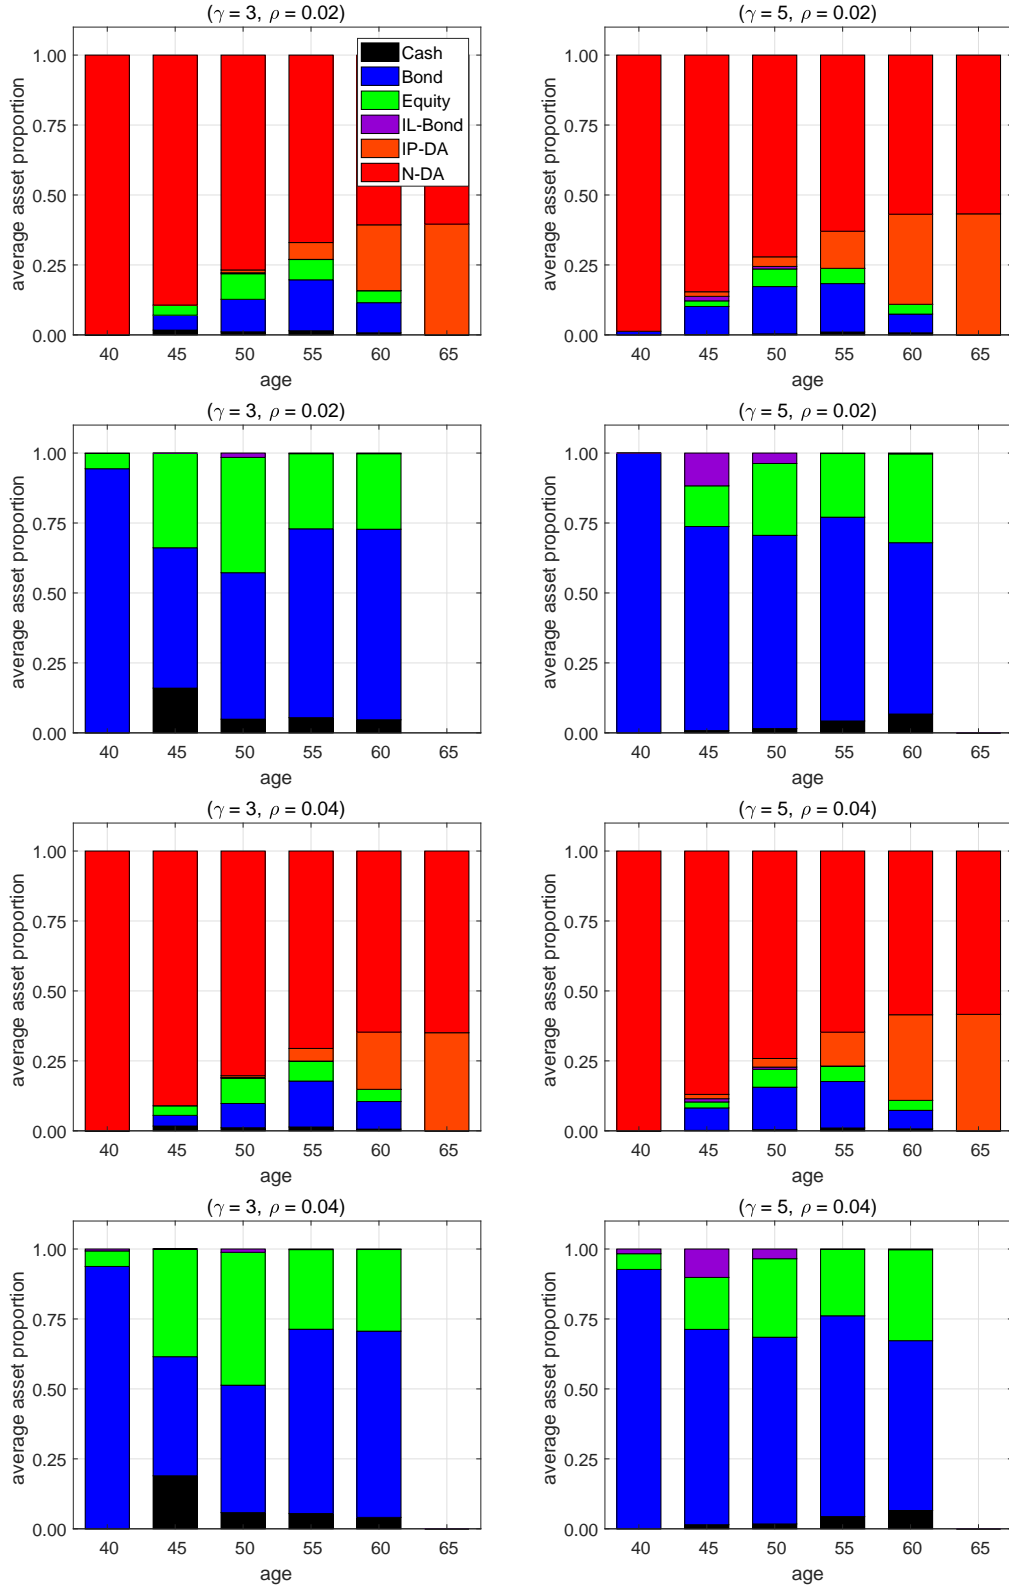 (γ = 3, ρ = 0.02)
average asset proportion
1.00
0.75
0.50
0.25
0.00
40 45 50 55 60 65
age
Cash
Bond
Equity
IL-Bond
IP-DA
N-DA
(γ = 5, ρ = 0.02)
average asset proportion
1.00
0.75
0.50
0.25
0.00
40 45 50 55 60 65
age
(γ = 3, ρ = 0.02)
average asset proportion
1.00
0.75
0.50
0.25
0.00
40 45 50 55 60 65
age
(γ = 5, ρ = 0.02)
average asset proportion
1.00
0.75
0.50
0.25
0.00
40 45 50 55 60 65
age
(γ = 3, ρ = 0.04)
average asset proportion
1.00
0.75
0.50
0.25
0.00
40 45 50 55 60 65
age
(γ = 5, ρ = 0.04)
average asset proportion
1.00
0.75
0.50
0.25
0.00
40 45 50 55 60 65
age
(γ = 3, ρ = 0.04)
average asset proportion
1.00
0.75
0.50
0.25
0.00
40 45 50 55 60 65
age
(γ = 5, ρ = 0.04)
average asset proportion
1.00
0.75
0.50
0.25
0.00
40 45 50 55 60 65
age